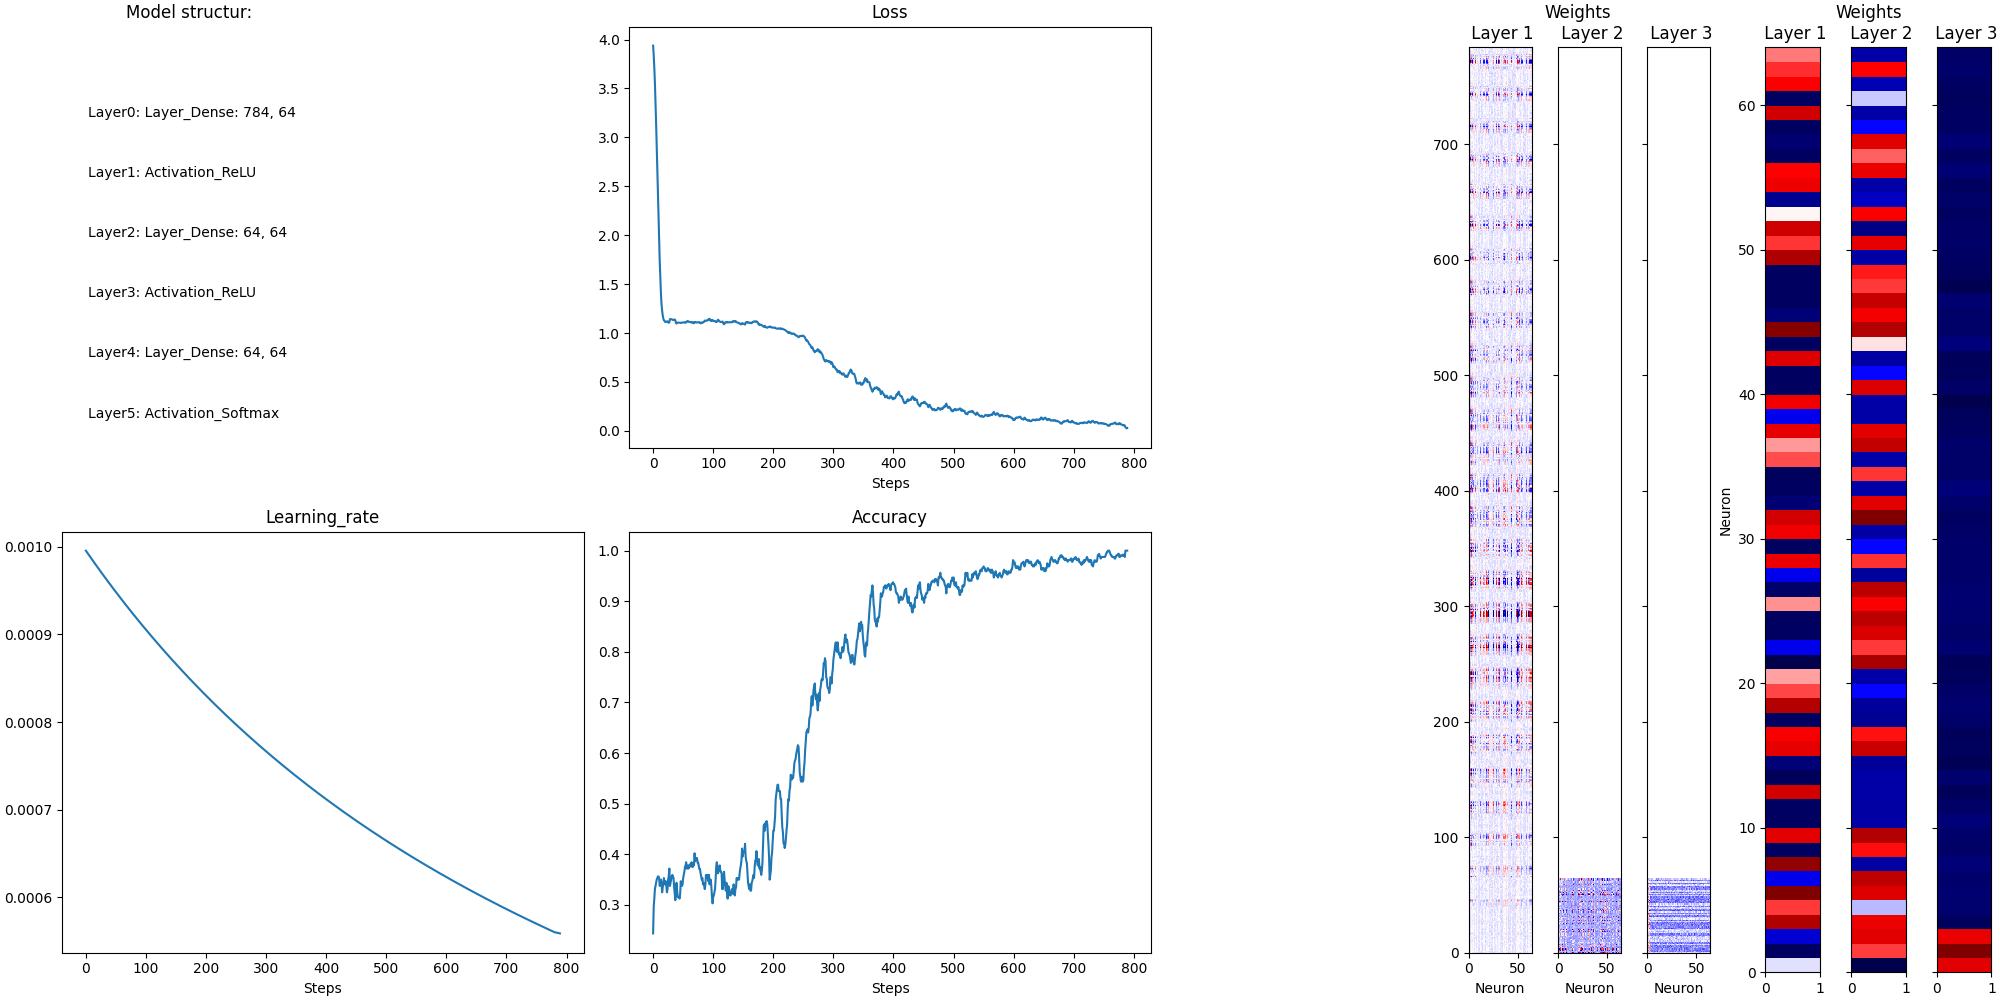 Model structur:
Layer0: Layer_Dense: 784, 64
Layer1: Activation_ReLU
Layer2: Layer_Dense: 64, 64
Layer3: Activation_ReLU
Layer4: Layer_Dense: 64, 64
Layer5: Activation_Softmax
Loss
4.0
3.5
3.0
2.5
2.0
1.5
1.0
0.5
0.0
0 100 200 300 400 500 600 700 800
Steps
Learning_rate
0.0010
0.0009
0.0008
0.0007
0.0006
0 100 200 300 400 500 600 700 800
Steps
Accuracy
1.0
0.9
0.8
0.7
0.6
0.5
0.4
0.3
0 100 200 300 400 500 600 700 800
Steps
Weights
Layer 1 Layer 2 Layer 3
700
600
500
400
300
200
100
0
0 50 0 50 0 50
Neuron Neuron Neuron
Weights
Layer 1 Layer 2 Layer 3
Neuron
60
50
40
30
20
10
0
0 1 0 1 0 1